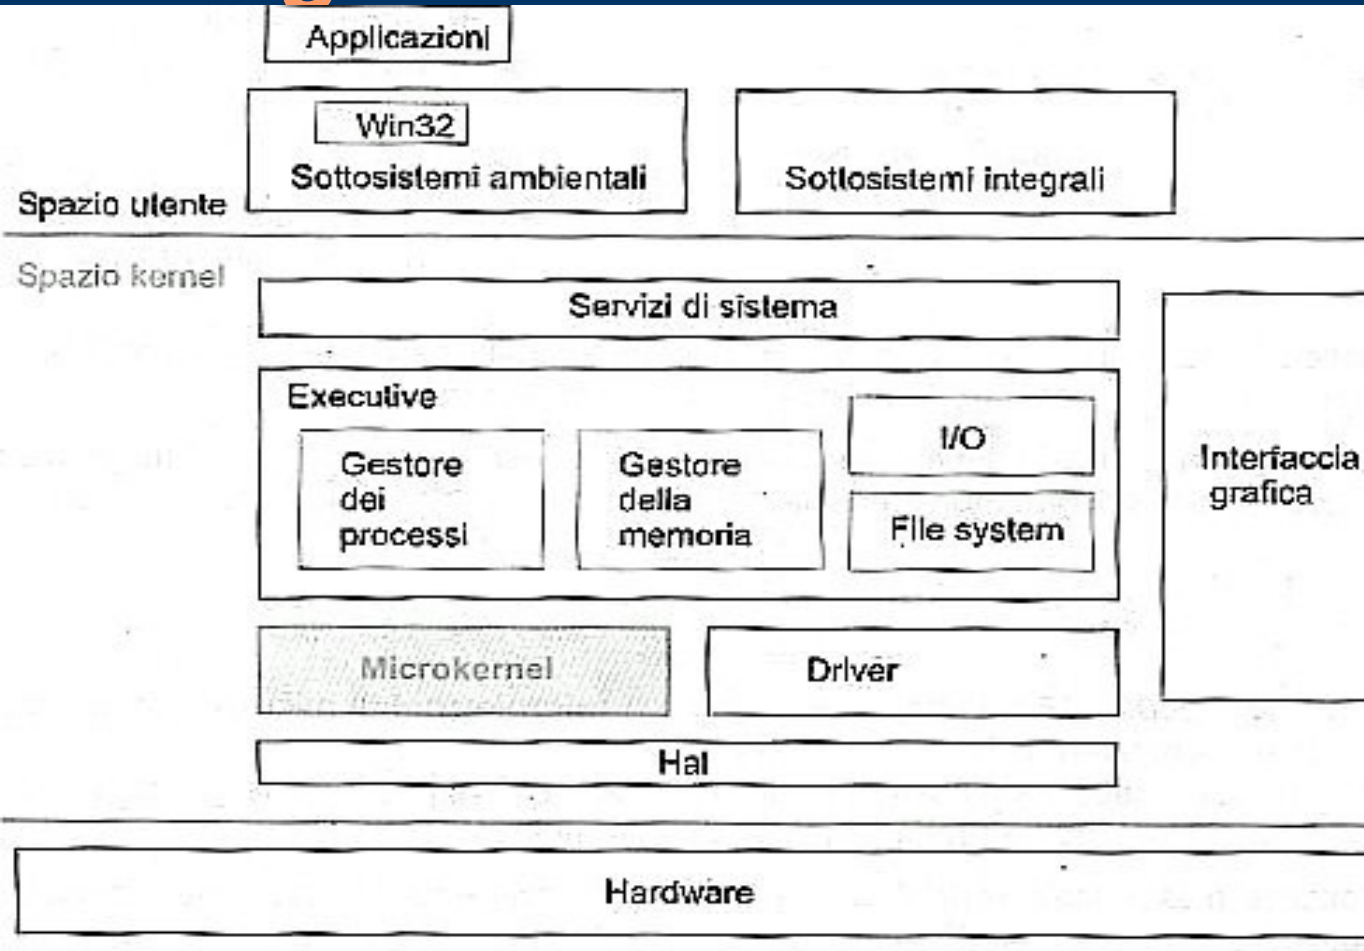 Applicazioni
Win32
Sottosistemi ambientali
Sottosistemi integrali
Spazio utente
Spazio kernel
Servizi di sistema
Executive
Gestore
dei
processi
Gestore
della
memoria
I/O
File system
Interfaccia
grafica
Microkernel
Driver
Hal
Hardware